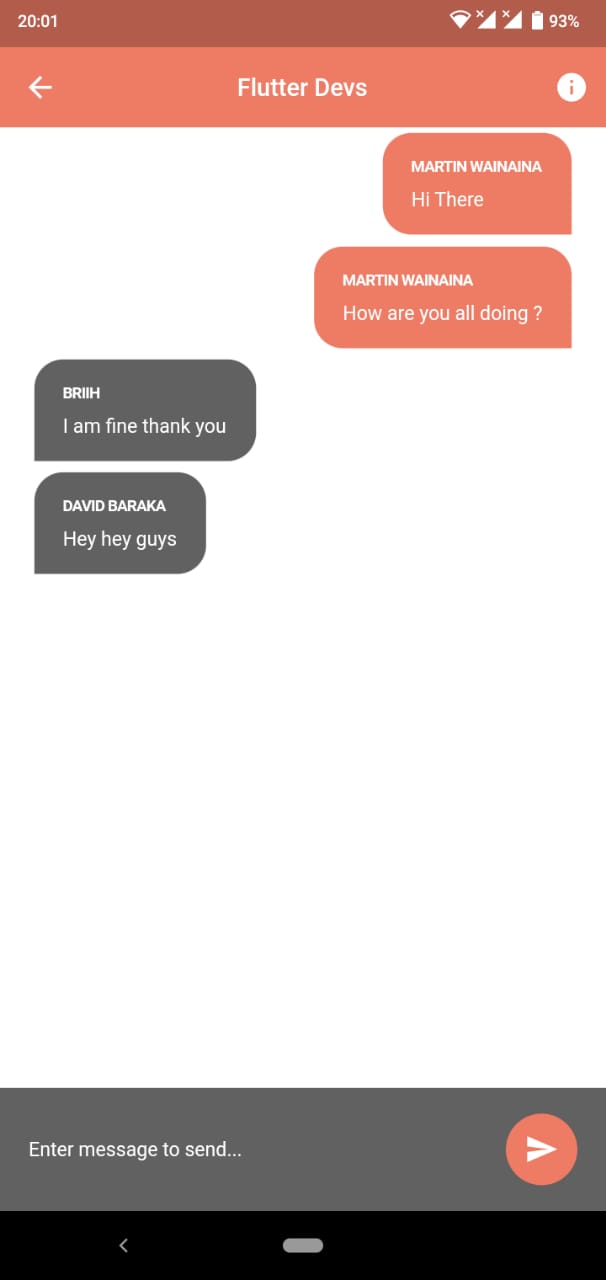 20:01
93%
Flutter Devs
MARTIN WAINAINA
Hi There
MARTIN WAINAINA
How are you all doing ?
BRIIH
I am fine thank you
DAVID BARAKA
Hey hey guys
Enter message to send...